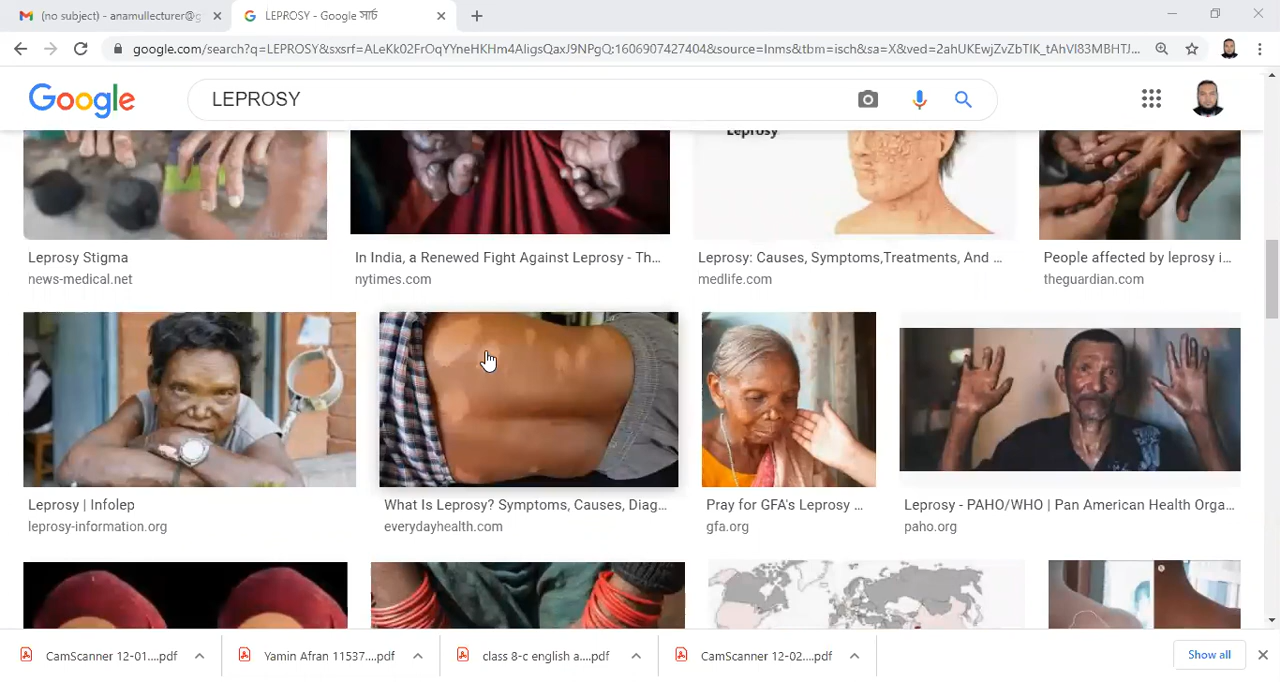 (no subject) - anamullecturer@g
LEPROSY - Google সার্চ
google.com/search?q=LEPROSY&sxsrf=ALeKk02FrOqYYneHKHm4AligsQaxJ9NPgQ:1606907427404&source=lnms&tbm=isch&sa=X&ved=2ahUKEwjZvZbTlK_tAhVl83MBHTJ...
Google
LEPROSY
Leprosy
Leprosy Stigma
news-medical.net
In India, a Renewed Fight Against Leprosy - Th...
nytimes.com
Leprosy: Causes, Symptoms,Treatments, And ...
medlife.com
People affected by leprosy i...
theguardian.com
Leprosy | Infolep
leprosy-information.org
What Is Leprosy? Symptoms, Causes, Diag...
everydayhealth.com
Pray for GFA's Leprosy ...
gfa.org
Leprosy - PAHO/WHO | Pan American Health Orga...
paho.org
CamScanner 12-01....pdf
Yamin Afran 11537....pdf
class 8-c english a....pdf
CamScanner 12-02....pdf
Show all